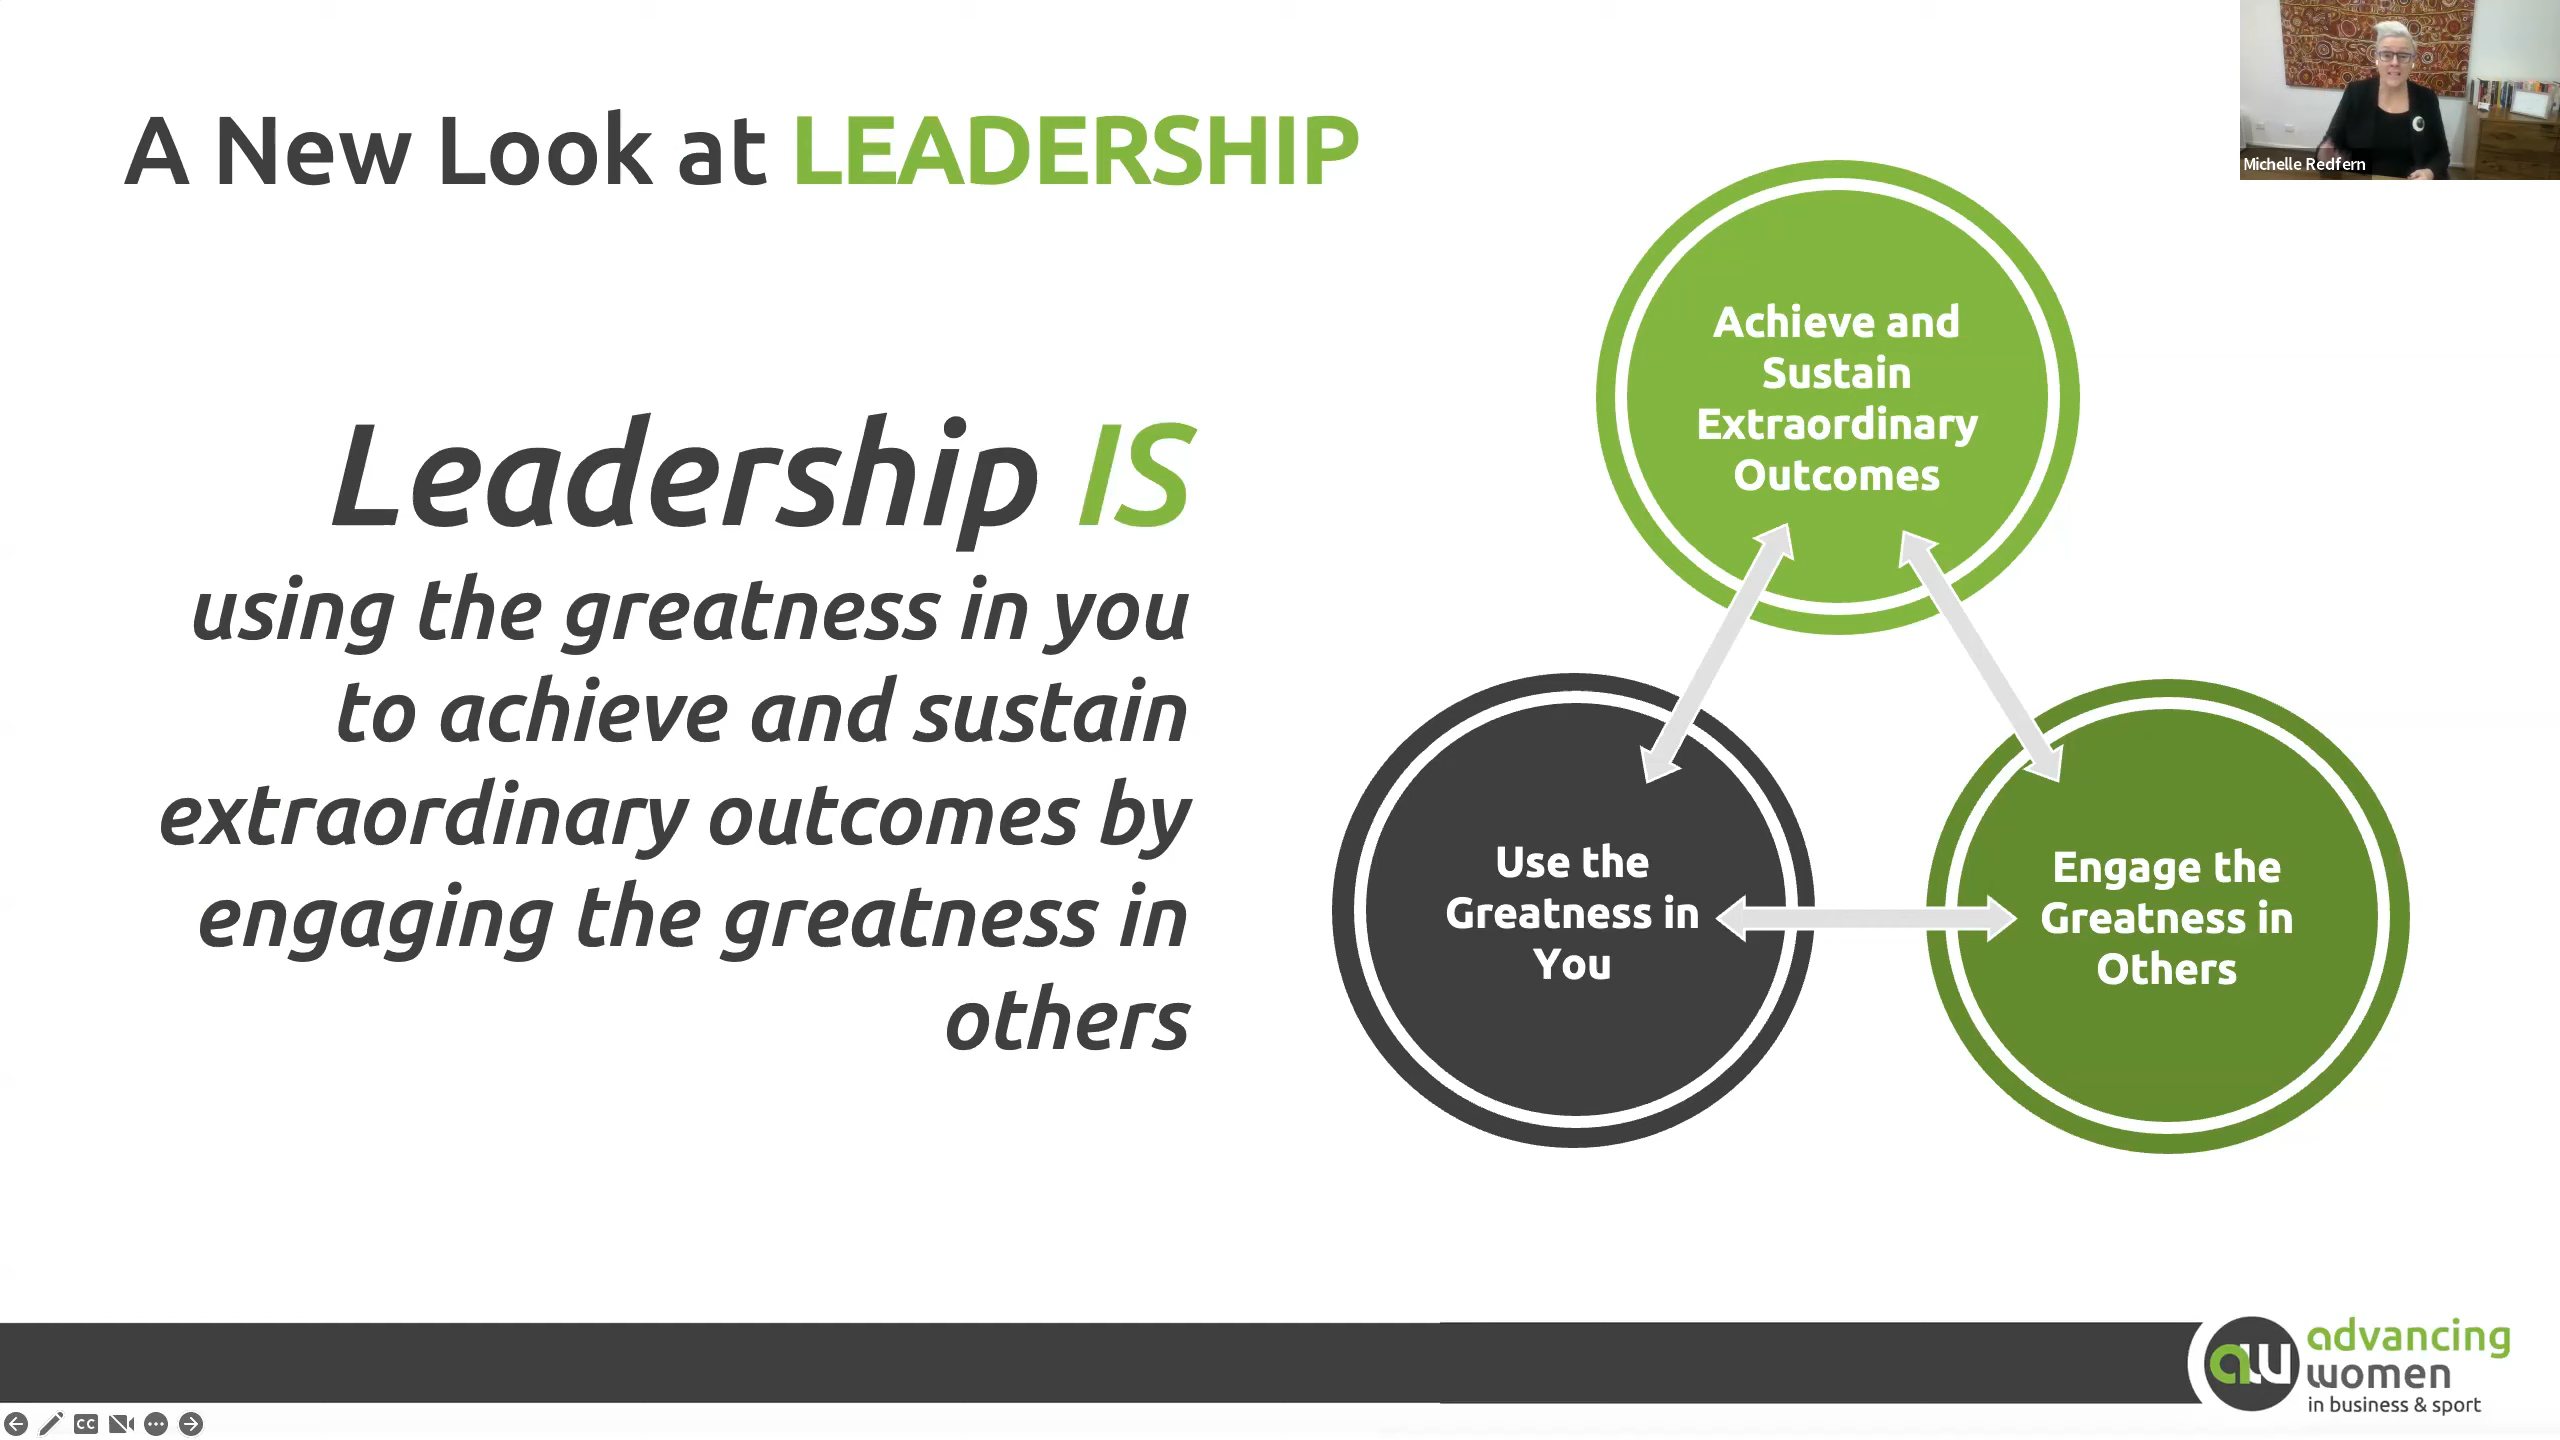 A New Look at LEADERSHIP
Michelle Redfern
Leadership IS
using the greatness in you
to achieve and sustain
extraordinary outcomes by
engaging the greatness in
others
Achieve and
Sustain
Extraordinary
Outcomes
Use the
Greatness in
You
Engage the
Greatness in
Others
aw
advancing
women
in business & sport
CC